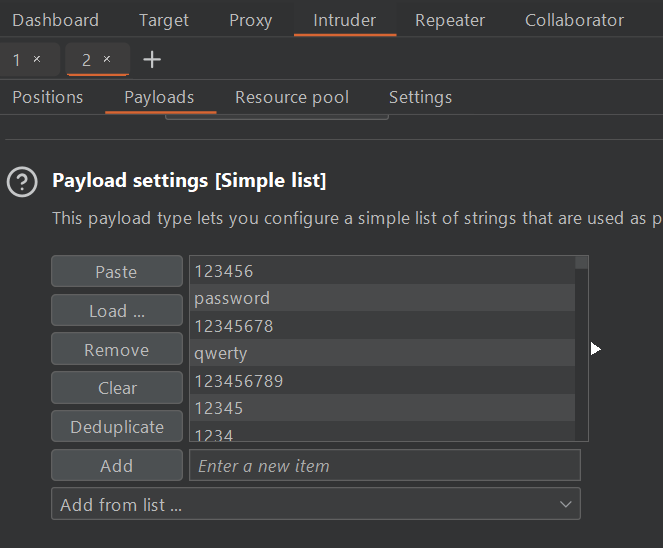 Dashboard Target Proxy Intruder Repeater Collaborator
1 × 2 × +
Positions Payloads Resource pool Settings
? Payload settings [Simple list]
This payload type lets you configure a simple list of strings that are used as p
Paste 123456
password
Load ... 12345678
Remove qwerty
Clear 123456789
12345
Deduplicate 1234
Add Enter a new item
Add from list ...